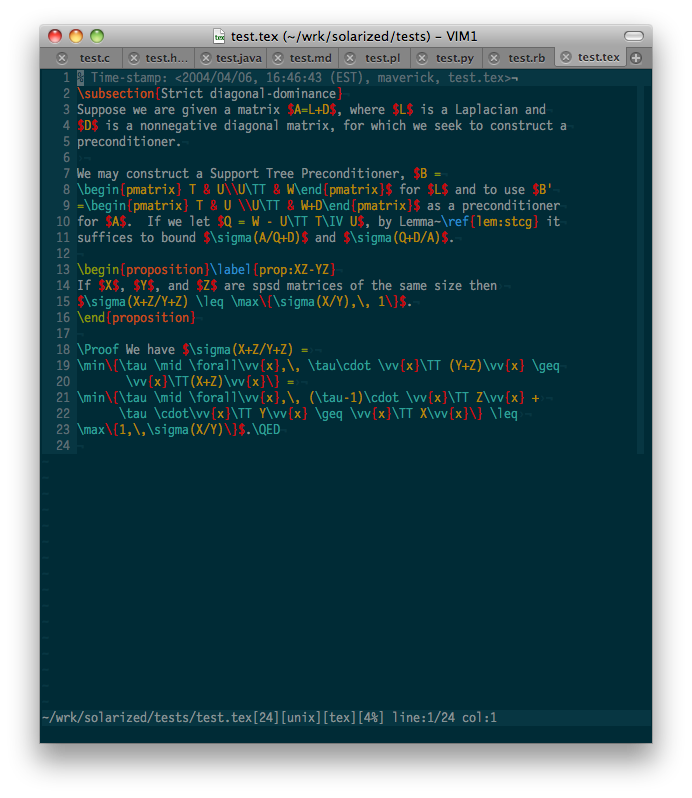 test.tex (~/wrk/solarized/tests) – VIM1
test.c test.h... test.java test.md test.pl test.py test.rb test.tex
1 % Time-stamp: <2004/04/06, 16:46:43 (EST), maverick, test.tex>¬
2 \subsection{Strict diagonal-dominance}¬
3 Suppose we are given a matrix $A=L+D$, where $L$ is a Laplacian and¬
4 $D$ is a nonnegative diagonal matrix, for which we seek to construct a¬
5 preconditioner.¬
6 ¬
7 We may construct a Support Tree Preconditioner, $B =¬
8 \begin{pmatrix} T & U\\U\TT & W\end{pmatrix}$ for $L$ and to use $B'¬
9 =\begin{pmatrix} T & U \\U\TT & W+D\end{pmatrix}$ as a preconditioner¬
10 for $A$.  If we let $Q = W - U\TT T\IV U$, by Lemma~\ref{lem:stcg} it¬
11 suffices to bound $\sigma(A/Q+D)$ and $\sigma(Q+D/A)$.¬
12 ¬
13 \begin{proposition}\label{prop:XZ-YZ}¬
14 If $X$, $Y$, and $Z$ are spsd matrices of the same size then¬
15 $\sigma(X+Z/Y+Z) \leq \max\{\sigma(X/Y),\, 1\}$.¬
16 \end{proposition}¬
17 ¬
18 \Proof We have $\sigma(X+Z/Y+Z) =¬
19 \min\{\tau \mid \forall\vv{x},\, \tau\cdot \vv{x}\TT (Y+Z)\vv{x} \geq¬
20 \vv{x}\TT(X+Z)\vv{x}\} =¬
21 \min\{\tau \mid \forall\vv{x},\, (\tau-1)\cdot \vv{x}\TT Z\vv{x} +¬
22 \tau \cdot\vv{x}\TT Y\vv{x} \geq \vv{x}\TT X\vv{x}\} \leq¬
23 \max\{1,\,\sigma(X/Y)\}$.\QED¬
24 ¬
~/wrk/solarized/tests/test.tex[24][unix][tex][4%] line:1/24 col:1